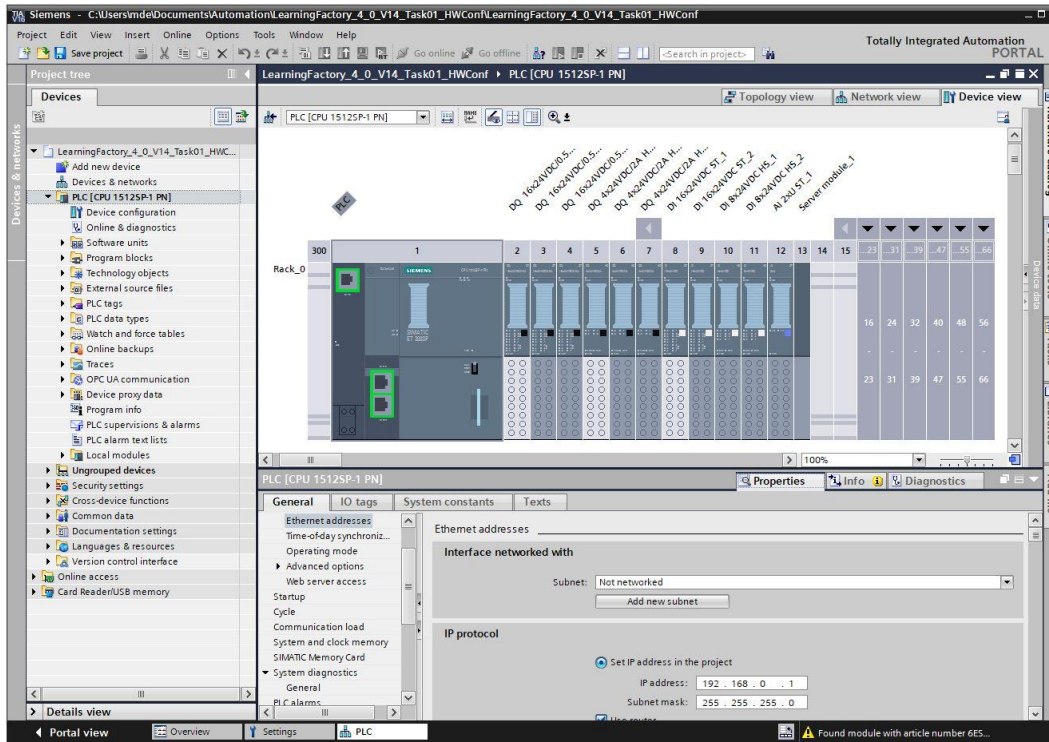 Siemens - C:\Users\mde\Documents\Automation\LearningFactory_4_0_V14_Task01_HWConf\LearningFactory_4_0_V14_Task01_HWConf
Project Edit View Insert Online Options Tools Window Help
Totally Integrated Automation
PORTAL
Save project
Go online
Go offline
<Search in project>
Project tree
LearningFactory_4_0_V14_Task01_HWConf PLC [CPU 1512SP-1 PN]
Devices
Topology view
Network view
Device view
Devices & networks
PLC [CPU 1512SP-1 PN]
LearningFactory_4_0_V14_Task01_HWC...
Add new device
Devices & networks
PLC [CPU 1512SP-1 PN]
Device configuration
Online & diagnostics
Software units
Program blocks
Technology objects
External source files
PLC tags
PLC data types
Watch and force tables
Online backups
Traces
OPC UA communication
Device proxy data
Program info
PLC supervisions & alarms
PLC alarm text lists
Local modules
Ungrouped devices
Security settings
Cross-device functions
Common data
Documentation settings
Languages & resources
Version control interface
Online access
Card Reader/USB memory
Details view
PLC
DQ 16x24VDC/0.5...
DQ 16x24VDC/0.5...
DQ 16x24VDC/0.5...
DQ 4x24VDC/2A H...
DQ 4x24VDC/2A H...
DQ 4x24VDC/2A H...
DI 16x24VDC ST_1
DI 16x24VDC ST_2
DI 8x24VDC HS_1
DI 8x24VDC HS_2
AI 2xU ST_1
Server module_1
300 1 2 3 4 5 6 7 8 9 10 11 12 13 14 15 ...23 ...31 ...39 ...47 ...55 ...66
Rack_0
SIEMENS
SIMATIC
ET 200SP
16 24 32 40 48 56
- - - - - -
23 31 39 47 55 66
Device data
100%
PLC [CPU 1512SP-1 PN]
Properties
Info
Diagnostics
General
IO tags
System constants
Texts
Ethernet addresses
Time-of-day synchroniz...
Operating mode
Advanced options
Web server access
Startup
Cycle
Communication load
System and clock memory
SIMATIC Memory Card
System diagnostics
General
PLC alarms
Ethernet addresses
Interface networked with
Subnet: Not networked
Add new subnet
IP protocol
Set IP address in the project
IP address: 192 . 168 . 0 . 1
Subnet mask: 255 . 255 . 255 . 0
Use router
Portal view
Overview
Settings
PLC
Found module with article number 6ES...